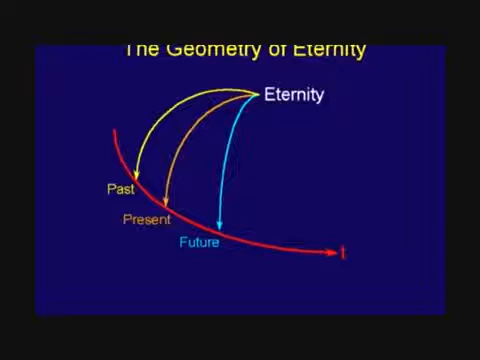 The Geometry of Eternity
Eternity
Past
Present
Future
t